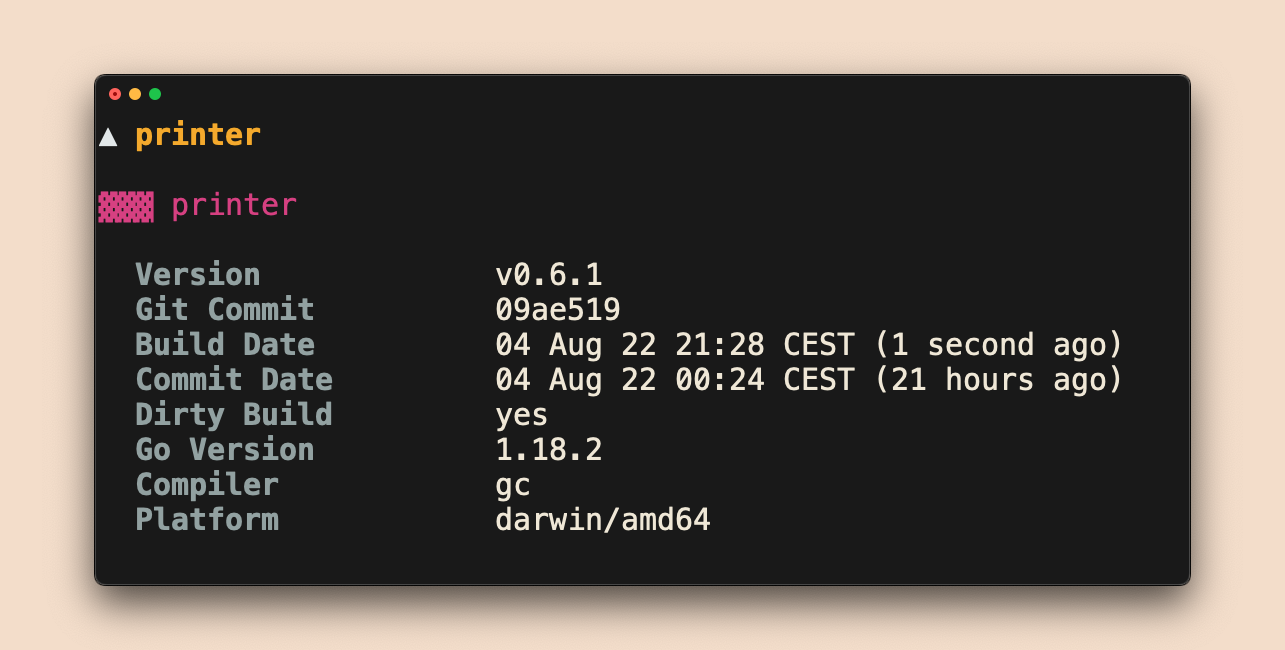 ▲ printer
▓▓▓ printer
Version v0.6.1
Git Commit 09ae519
Build Date 04 Aug 22 21:28 CEST (1 second ago)
Commit Date 04 Aug 22 00:24 CEST (21 hours ago)
Dirty Build yes
Go Version 1.18.2
Compiler gc
Platform darwin/amd64